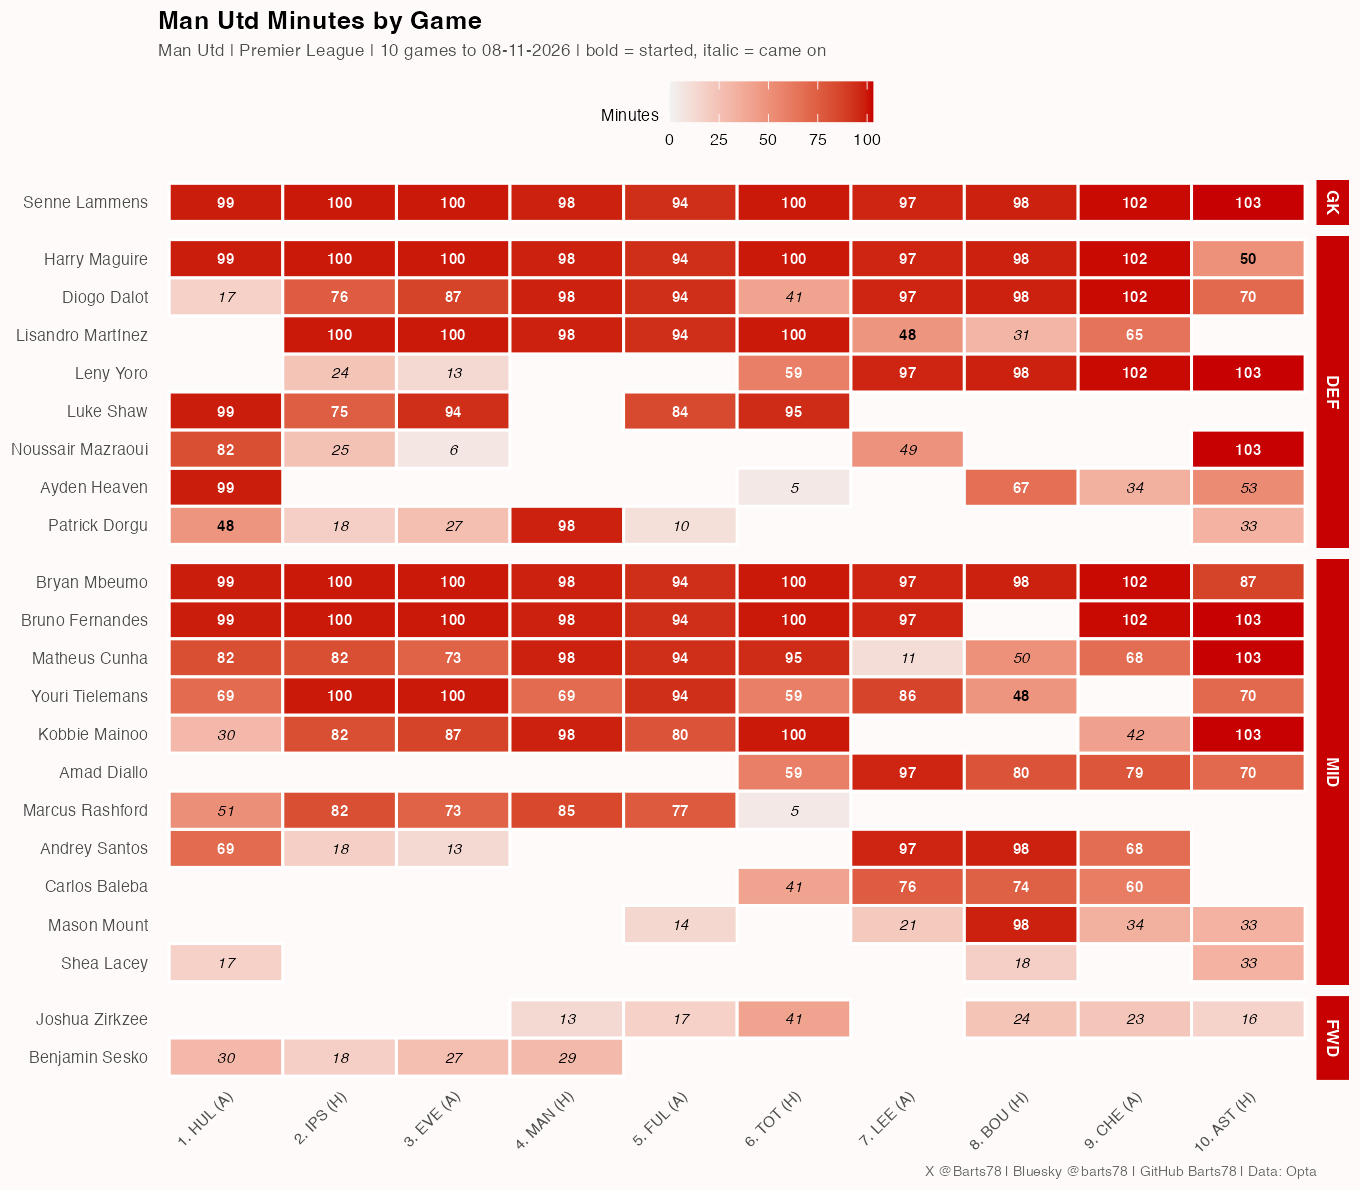 Man Utd Minutes by Game
Man Utd | Premier League | 10 games to 08-11-2026 | bold = started, italic = came on
Minutes
0 25 50 75 100
Senne Lammens 99 100 100 98 94 100 97 98 102 103
GK
Harry Maguire 99 100 100 98 94 100 97 98 102 50
Diogo Dalot 17 76 87 98 94 41 97 98 102 70
Lisandro Martínez 100 100 98 94 100 48 31 65
Leny Yoro 24 13 59 97 98 102 103
Luke Shaw 99 75 94 84 95
Noussair Mazraoui 82 25 6 49 103
Ayden Heaven 99 5 67 34 53
Patrick Dorgu 48 18 27 98 10 33
DEF
Bryan Mbeumo 99 100 100 98 94 100 97 98 102 87
Bruno Fernandes 99 100 100 98 94 100 97 102 103
Matheus Cunha 82 82 73 98 94 95 11 50 68 103
Youri Tielemans 69 100 100 69 94 59 86 48 70
Kobbie Mainoo 30 82 87 98 80 100 42 103
Amad Diallo 59 97 80 79 70
Marcus Rashford 51 82 73 85 77 5
Andrey Santos 69 18 13 97 98 68
Carlos Baleba 41 76 74 60
Mason Mount 14 21 98 34 33
Shea Lacey 17 18 33
MID
Joshua Zirkzee 13 17 41 24 23 16
Benjamin Sesko 30 18 27 29
FWD
1. HUL (A)
2. IPS (H)
3. EVE (A)
4. MAN (H)
5. FUL (A)
6. TOT (H)
7. LEE (A)
8. BOU (H)
9. CHE (A)
10. AST (H)
X @Barts78 | Bluesky @barts78 | GitHub Barts78 | Data: Opta